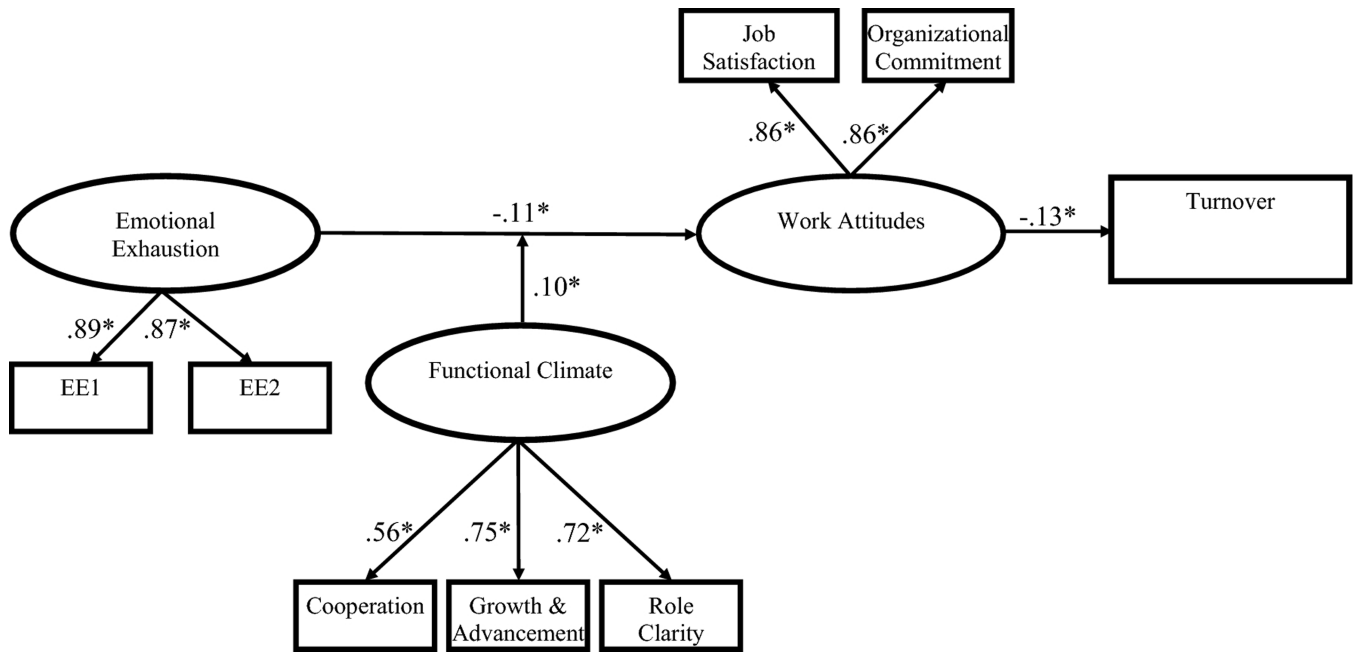 Job
Satisfaction
Organizational
Commitment
.86*
.86*
Emotional
Exhaustion
-.11*
Work Attitudes
-.13*
Turnover
.10*
.89*
.87*
EE1
EE2
Functional Climate
.56*
.75*
.72*
Cooperation
Growth &
Advancement
Role
Clarity